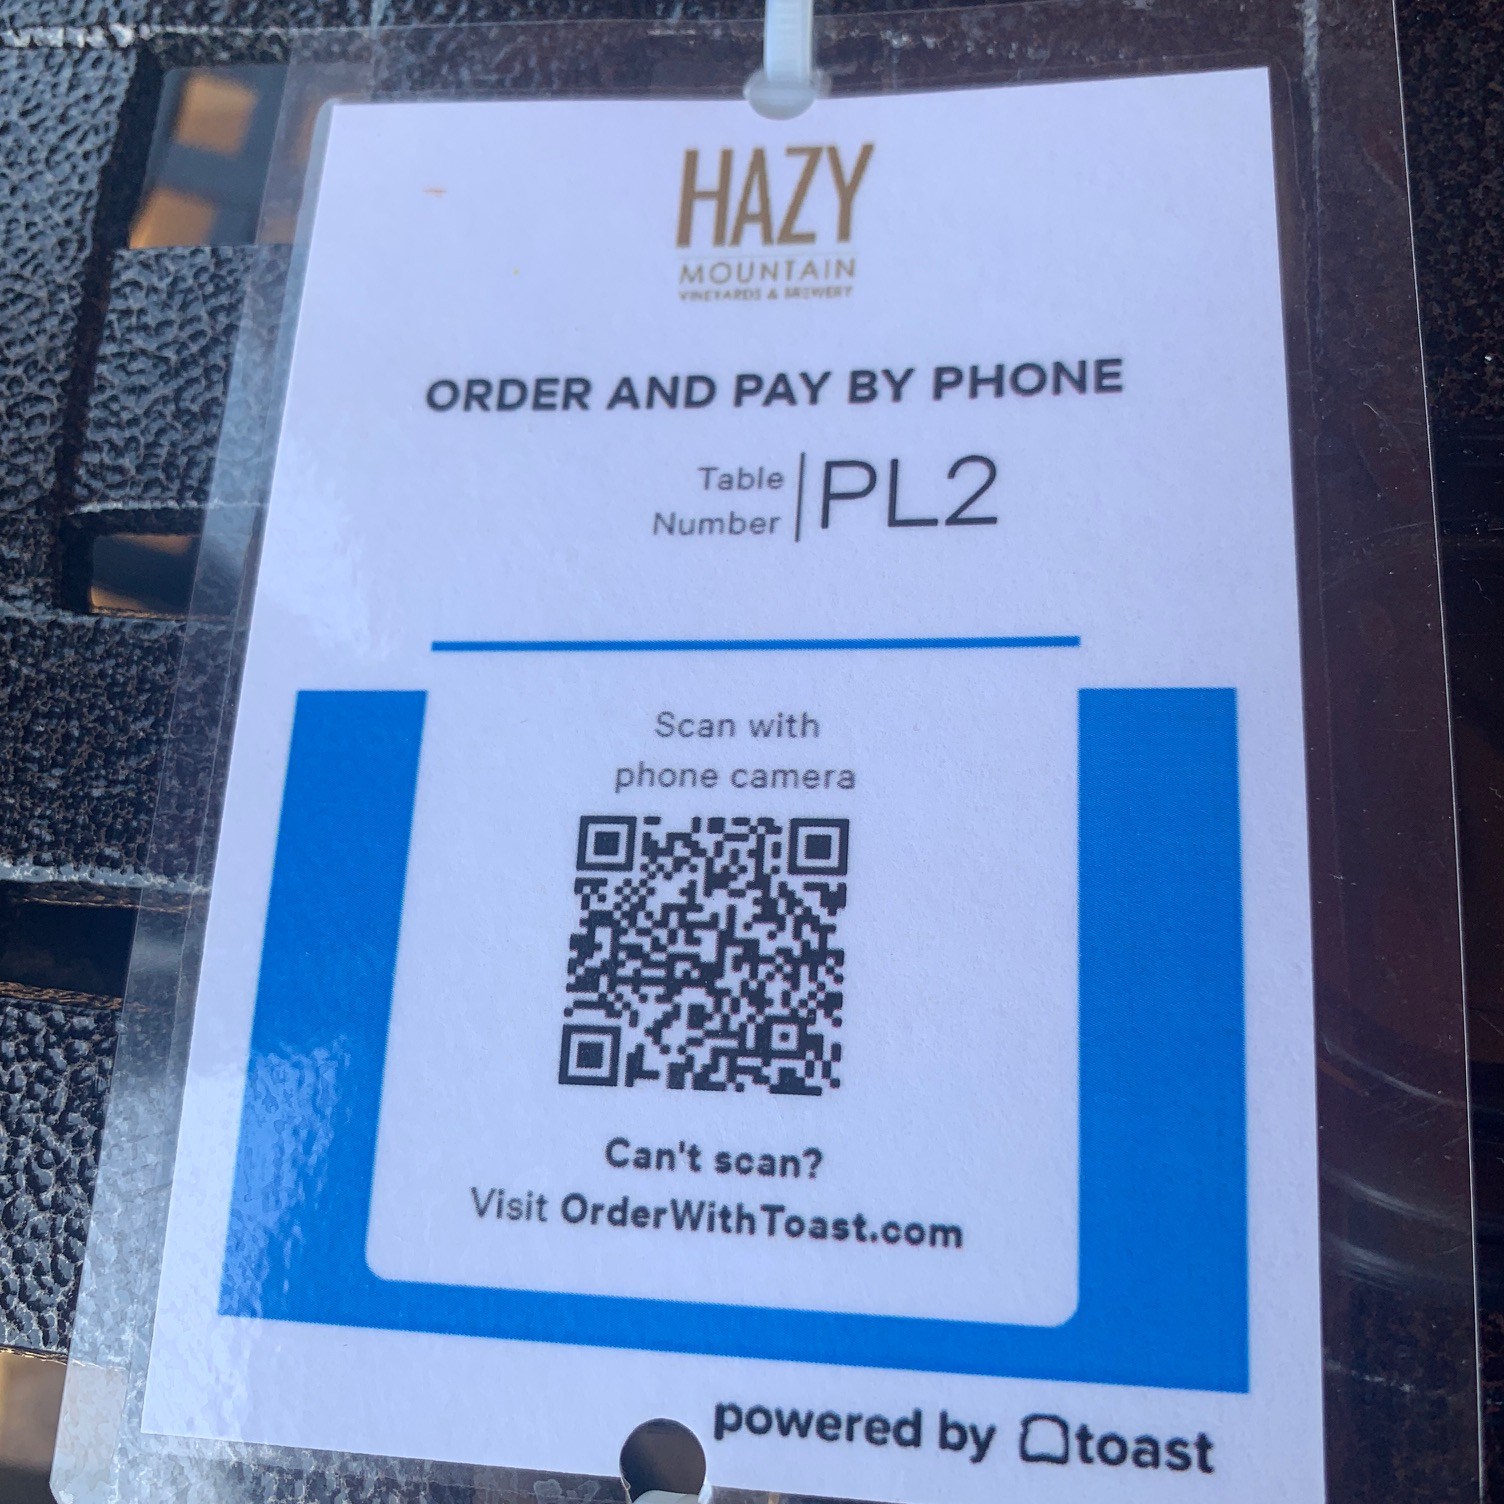 HAZY
MOUNTAIN
VINEYARDS & BREWERY
ORDER AND PAY BY PHONE
Table
Number
PL2
Scan with
phone camera
Can't scan?
Visit OrderWithToast.com
powered by toast